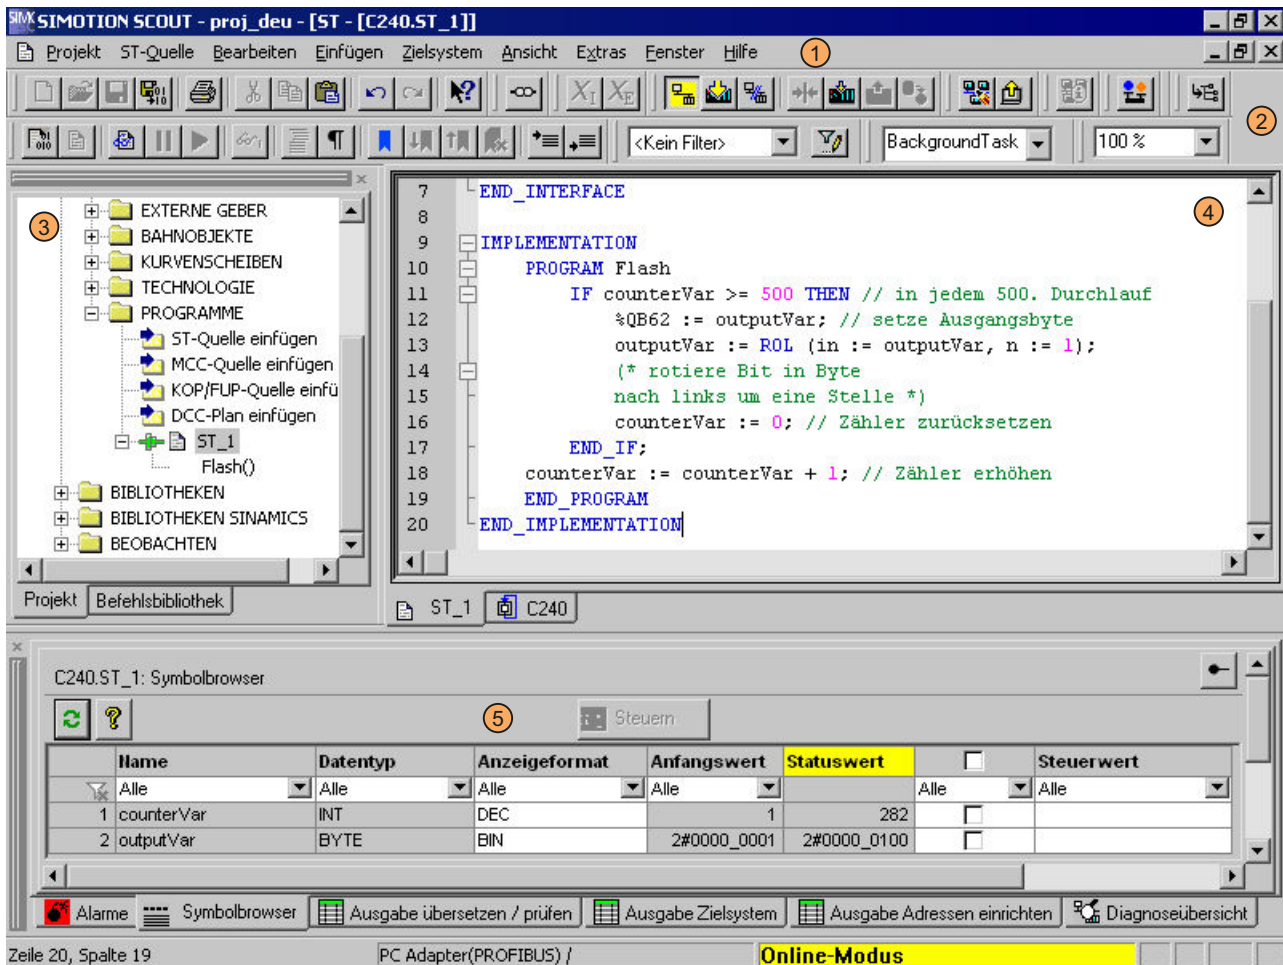 SIMOTION SCOUT - proj_deu - [ST - [C240.ST_1]]
Projekt ST-Quelle Bearbeiten Einfügen Zielsystem Ansicht Extras Fenster Hilfe 1
2
<Kein Filter> BackgroundTask 100 %
3
EXTERNE GEBER
BAHNOBJEKTE
KURVENSCHEIBEN
TECHNOLOGIE
PROGRAMME
ST-Quelle einfügen
MCC-Quelle einfügen
KOP/FUP-Quelle einfü
DCC-Plan einfügen
ST_1
Flash()
BIBLIOTHEKEN
BIBLIOTHEKEN SINAMICS
BEOBACHTEN
Projekt Befehlsbibliothek
4
7 END_INTERFACE
8
9 IMPLEMENTATION
10 PROGRAM Flash
11 IF counterVar >= 500 THEN // in jedem 500. Durchlauf
12 %QB62 := outputVar; // setze Ausgangsbyte
13 outputVar := ROL (in := outputVar, n := 1);
14 (* rotiere Bit in Byte
15 nach links um eine Stelle *)
16 counterVar := 0; // Zähler zurücksetzen
17 END_IF;
18 counterVar := counterVar + 1; // Zähler erhöhen
19 END_PROGRAM
20 END_IMPLEMENTATION
ST_1 C240
C240.ST_1: Symbolbrowser
5 Steuern
Name Datentyp Anzeigeformat Anfangswert Statuswert Steuerwert
Alle Alle Alle Alle Alle Alle
1 counterVar INT DEC 1 282
2 outputVar BYTE BIN 2#0000_0001 2#0000_0100
Alarme Symbolbrowser Ausgabe übersetzen / prüfen Ausgabe Zielsystem Ausgabe Adressen einrichten Diagnoseübersicht
Zeile 20, Spalte 19 PC Adapter(PROFIBUS) / Online-Modus